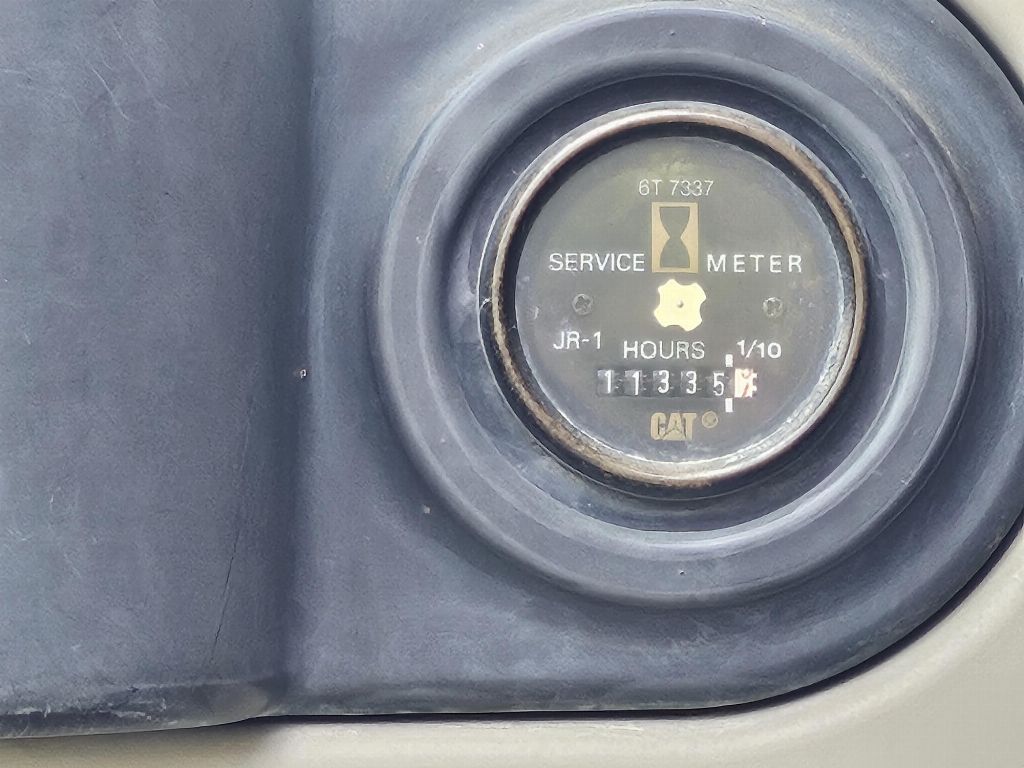 6T 7337
SERVICE METER
JR-1 HOURS 1/10
11335
CAT